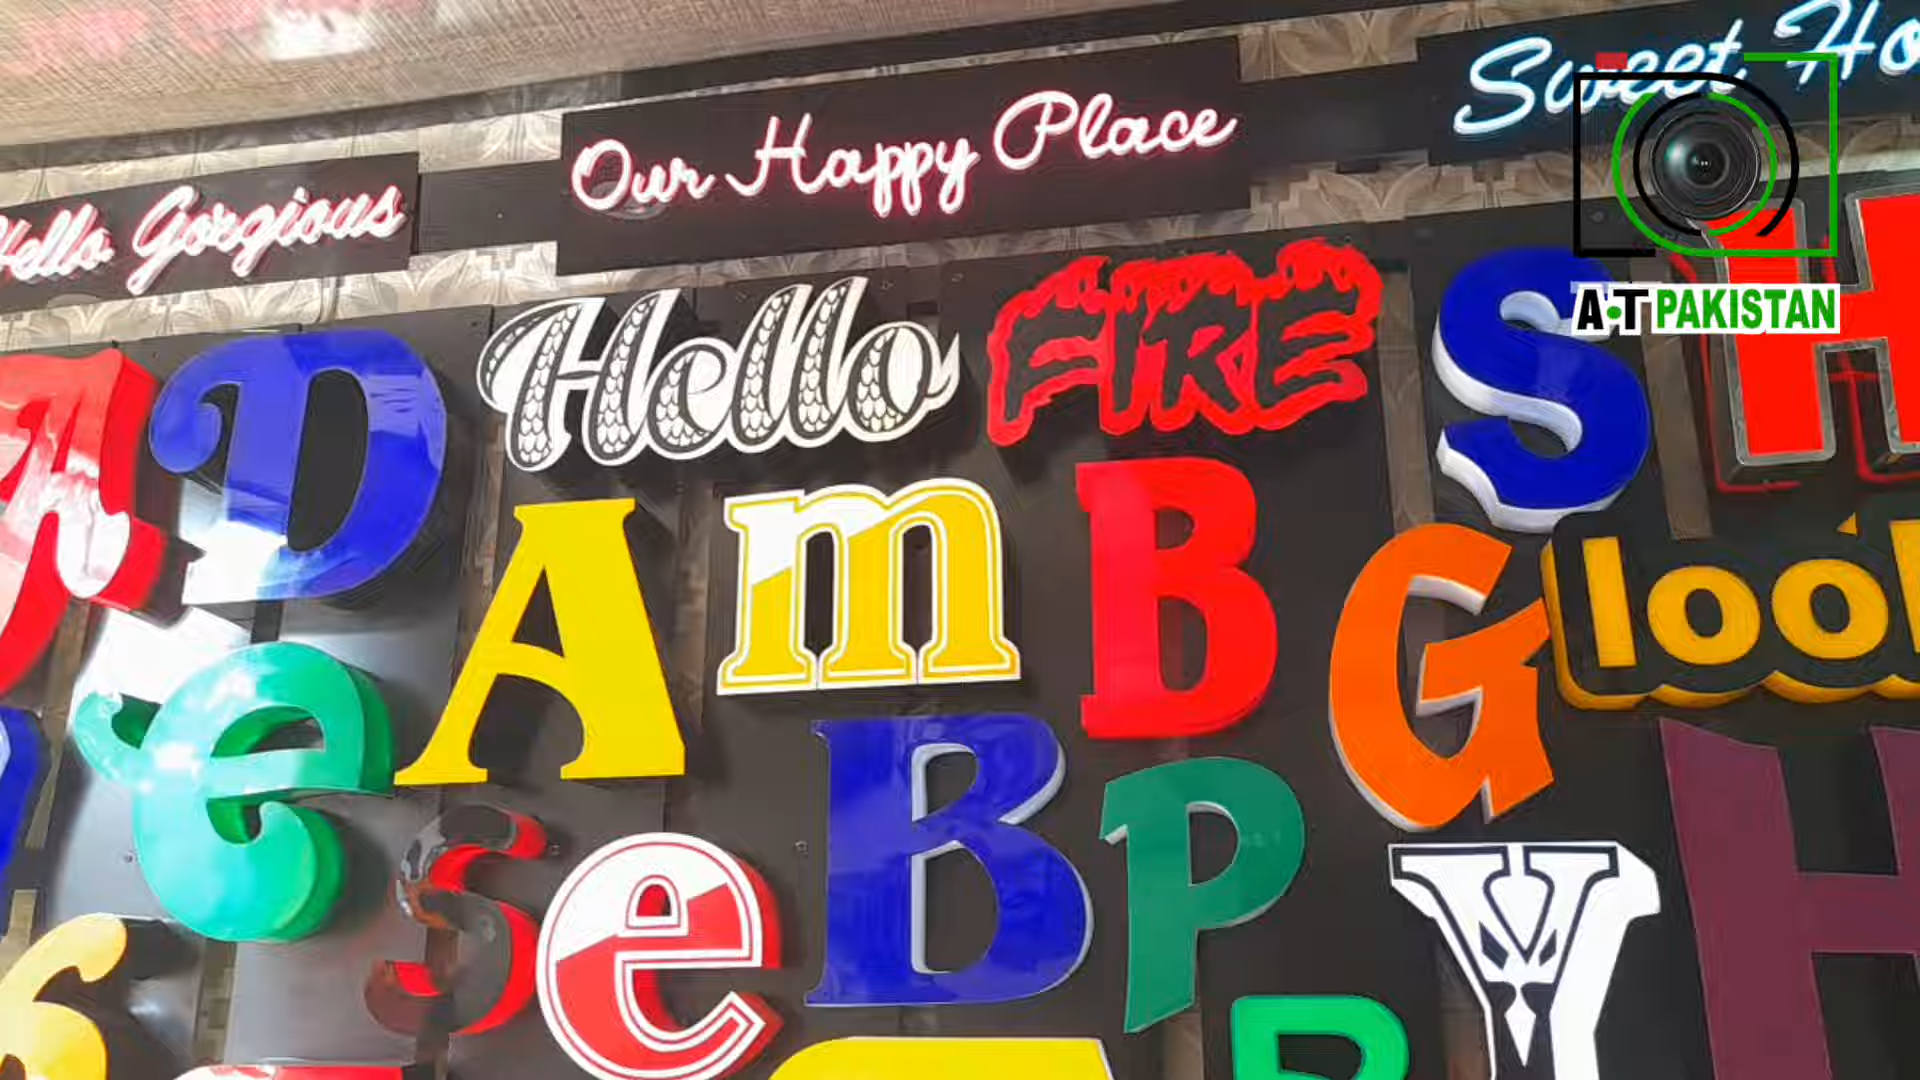 Hello Gorgious
Our Happy Place
Sweet Ho
A·T PAKISTAN
Hello
FIRE
S
H
A
D
A
m
B
G
look
e
S
e
B
P
Y
H